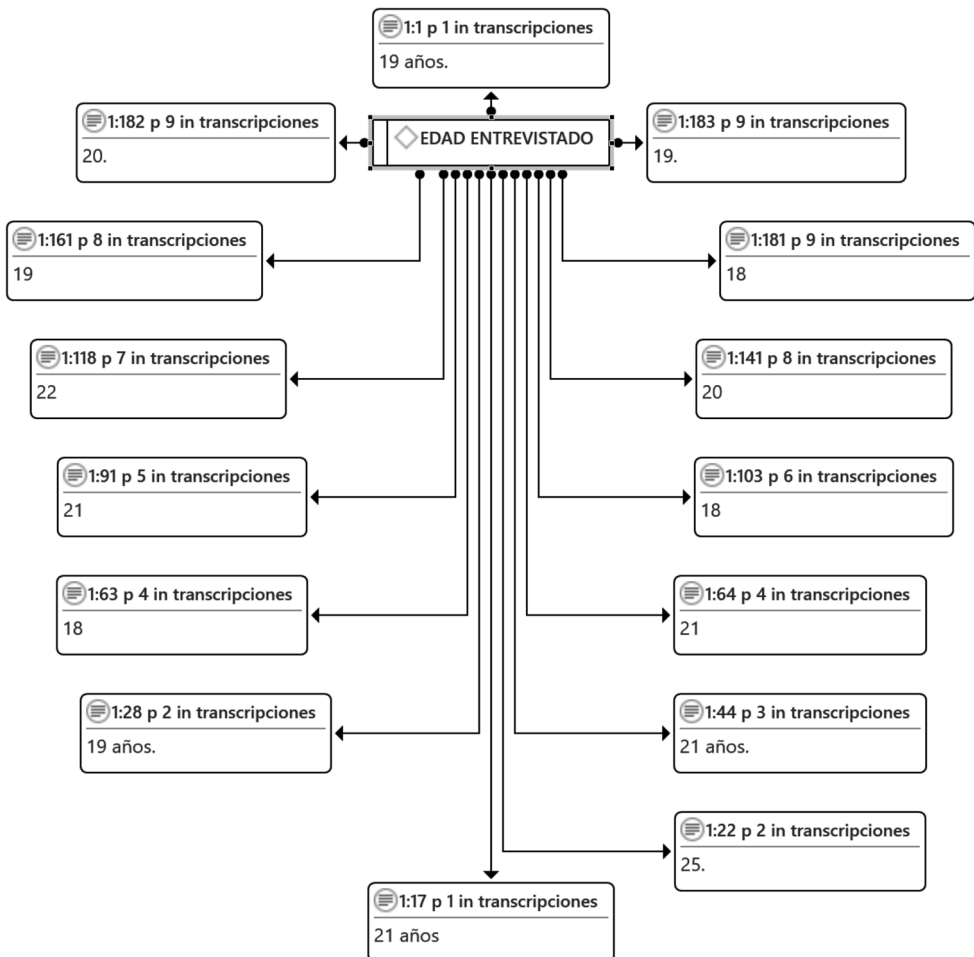 1:1 p 1 in transcripciones
19 años.
1:182 p 9 in transcripciones
20.
EDAD ENTREVISTADO
1:183 p 9 in transcripciones
19.
1:161 p 8 in transcripciones
19
1:181 p 9 in transcripciones
18
1:118 p 7 in transcripciones
22
1:141 p 8 in transcripciones
20
1:91 p 5 in transcripciones
21
1:103 p 6 in transcripciones
18
1:63 p 4 in transcripciones
18
1:64 p 4 in transcripciones
21
1:28 p 2 in transcripciones
19 años.
1:44 p 3 in transcripciones
21 años.
1:22 p 2 in transcripciones
25.
1:17 p 1 in transcripciones
21 años